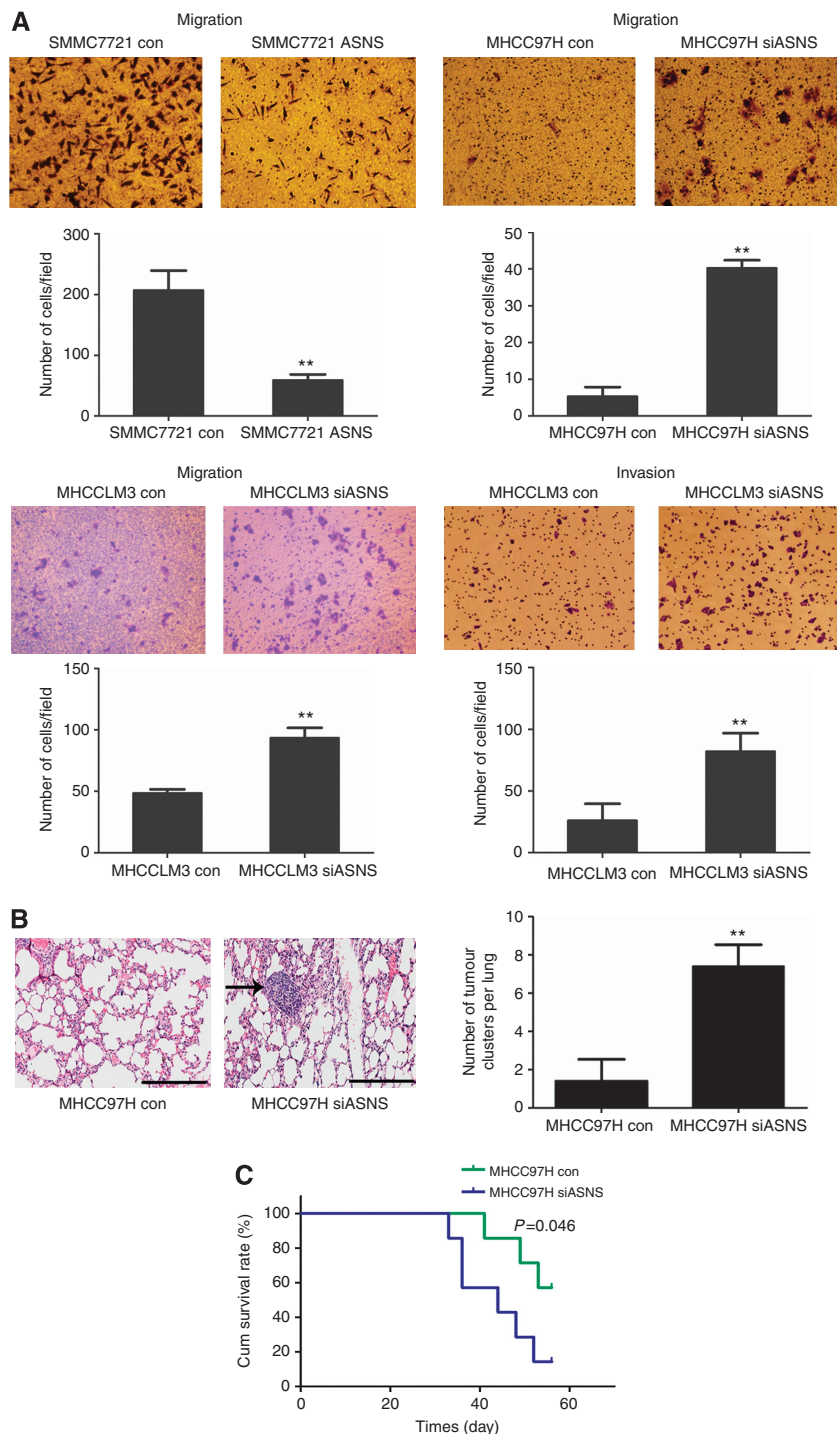 A
Migration
SMMC7721 con
SMMC7721 ASNS
Migration
MHCC97H con
MHCC97H siASNS
Number of cells/field
300
200
100
0
**
SMMC7721 con
SMMC7721 ASNS
Number of cells/field
50
40
30
20
10
0
**
MHCC97H con
MHCC97H siASNS
Migration
MHCCLM3 con
MHCCLM3 siASNS
Invasion
MHCCLM3 con
MHCCLM3 siASNS
Number of cells/field
150
100
50
0
**
MHCCLM3 con
MHCCLM3 siASNS
Number of cells/field
150
100
50
0
**
MHCCLM3 con
MHCCLM3 siASNS
B
MHCC97H con
MHCC97H siASNS
Number of tumour
clusters per lung
10
8
6
4
2
0
**
MHCC97H con
MHCC97H siASNS
C
MHCC97H con
MHCC97H siASNS
P=0.046
Cum survival rate (%)
100
80
60
40
20
0
0
20
40
60
Times (day)